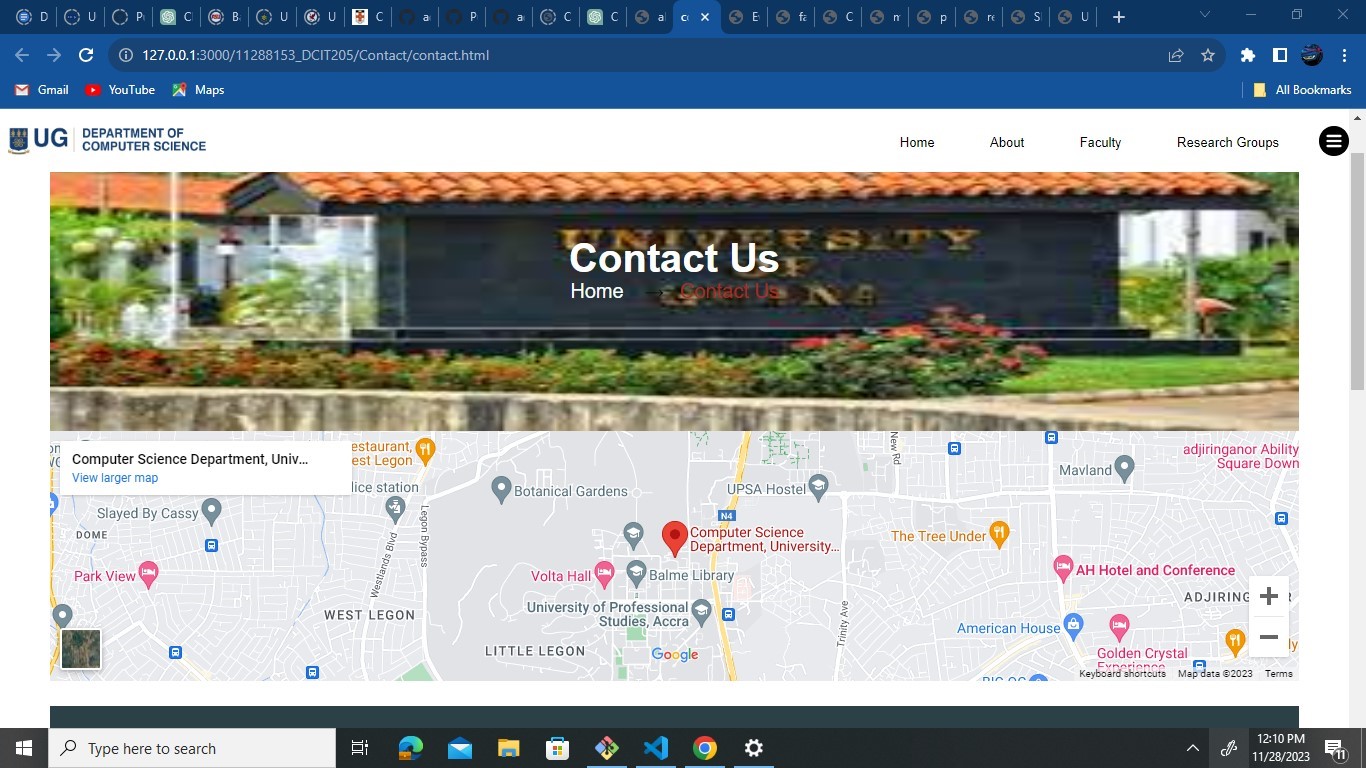 D
P
C
B
U
U
C
a
P
a
C
C
a
c
E
fa
C
n
p
re
S
U
127.0.0.1:3000/11288153_DCIT205/Contact/contact.html
Gmail
YouTube
Maps
All Bookmarks
UG
DEPARTMENT OF
COMPUTER SCIENCE
Home
About
Faculty
Research Groups
UNIVERSITY
Contact Us
Home → Contact Us
Computer Science Department, Univ...
View larger map
estaurant,
est Legon
lice station
Botanical Gardens
UPSA Hostel
New Rd
Mavland
adjiringanor Ability
Square Down
Slayed By Cassy
DOME
Legon Bypass
Westlands Blvd
N4
Computer Science
Department, University...
The Tree Under
Park View
Volta Hall
Balme Library
AH Hotel and Conference
WEST LEGON
University of Professional
Studies, Accra
Trinity Ave
ADJIRING
American House
LITTLE LEGON
Google
Golden Crystal
Experience
Keyboard shortcuts
Map data ©2023
Terms
Type here to search
12:10 PM
11/28/2023
11